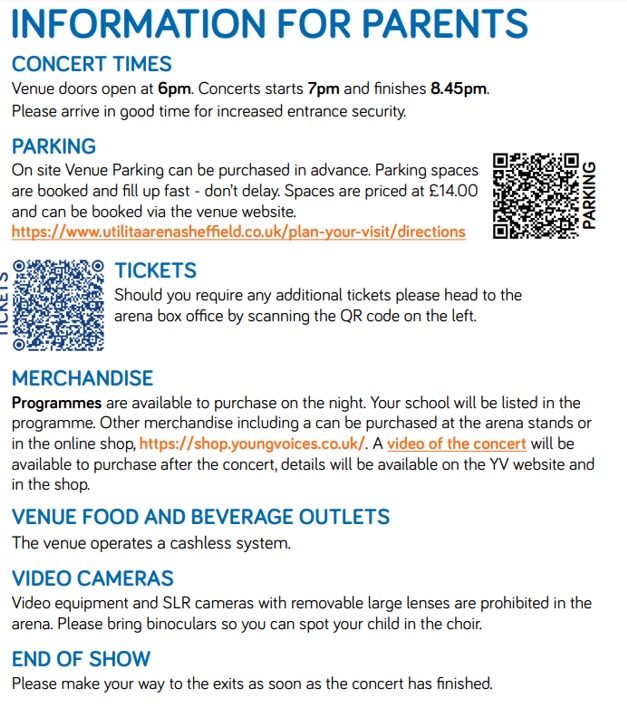 INFORMATION FOR PARENTS
CONCERT TIMES
Venue doors open at 6pm. Concerts starts 7pm and finishes 8.45pm.
Please arrive in good time for increased entrance security.
PARKING
On site Venue Parking can be purchased in advance. Parking spaces
are booked and fill up fast - don't delay. Spaces are priced at £14.00
and can be booked via the venue website.
https://www.utilitaarenasheffield.co.uk/plan-your-visit/directions
PARKING
TICKETS
TICKETS
Should you require any additional tickets please head to the
arena box office by scanning the QR code on the left.
MERCHANDISE
Programmes are available to purchase on the night. Your school will be listed in the
programme. Other merchandise including a can be purchased at the arena stands or
in the online shop, https://shop.youngvoices.co.uk/. A video of the concert will be
available to purchase after the concert, details will be available on the YV website and
in the shop.
VENUE FOOD AND BEVERAGE OUTLETS
The venue operates a cashless system.
VIDEO CAMERAS
Video equipment and SLR cameras with removable large lenses are prohibited in the
arena. Please bring binoculars so you can spot your child in the choir.
END OF SHOW
Please make your way to the exits as soon as the concert has finished.